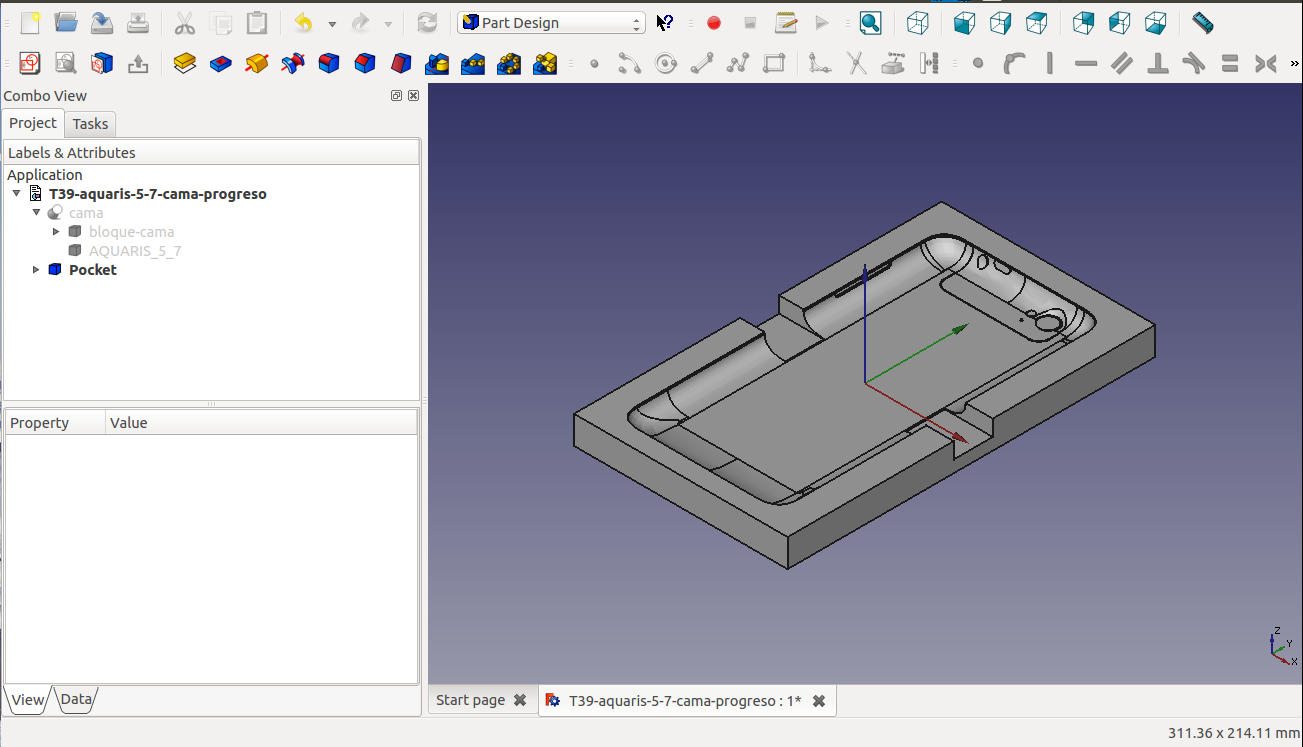 Part Design
Combo View
Project
Tasks
Labels & Attributes
Application
T39-aquaris-5-7-cama-progreso
cama
bloque-cama
AQUARIS_5_7
Pocket
Property
Value
View
Data
Start page
T39-aquaris-5-7-cama-progreso : 1*
Z
Y
X
311.36 x 214.11 mm